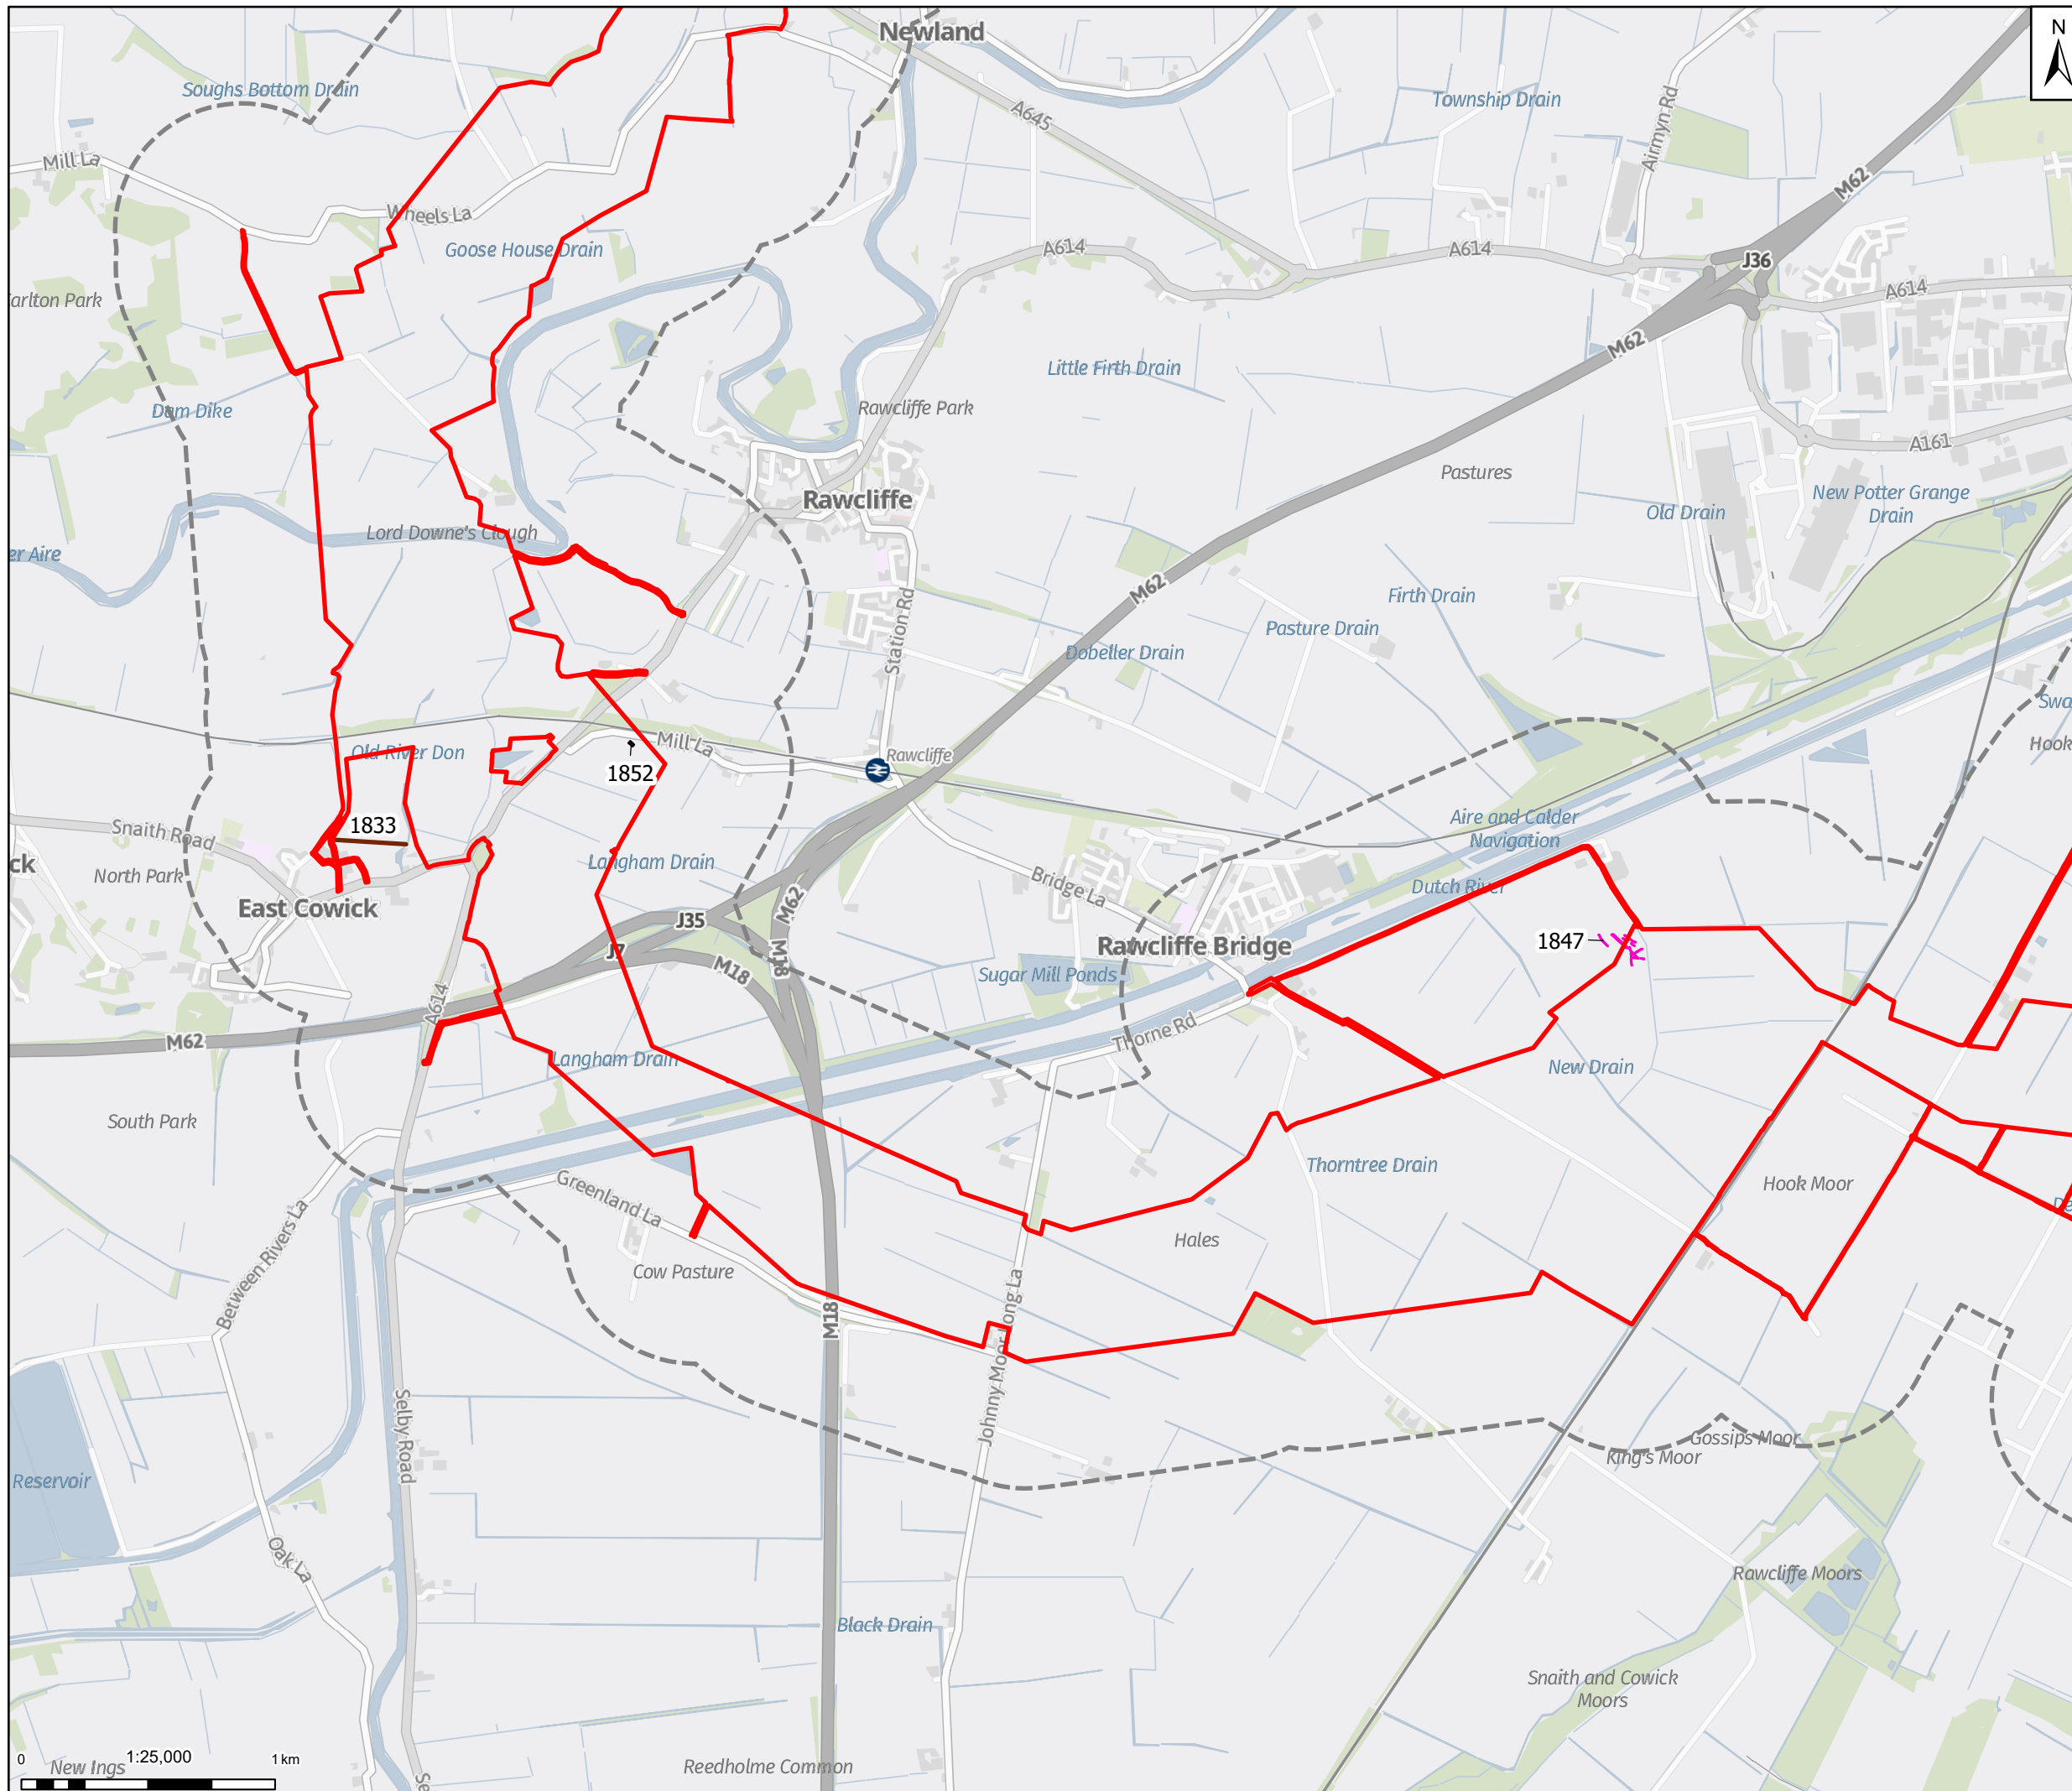 Newland
N
Soughs Bottom Drain
Township Drain
A645
Airmyn Rd
Mill La
M62
Wheels La
Goose House Drain
A614
A614
J36
A614
arlton Park
M62
Little Firth Drain
Dam Dike
Rawcliffe Park
A161
Pastures
Rawcliffe
New Potter Grange
Drain
Old Drain
Lord Downe's Clough
er Aire
M62
Firth Drain
Station Rd
Pasture Drain
Dobeller Drain
Swa
Old River Don
Mill La
Rawcliffe
Hook
1852
Aire and Calder
Navigation
1833
Snaith Road
ck
Langham Drain
North Park
Bridge La
Dutch River
East Cowick
M62
J35
Rawcliffe Bridge
1847
J7
M18
M18
Sugar Mill Ponds
A614
Thorne Rd
M62
Langham Drain
New Drain
South Park
Thorntree Drain
Hook Moor
De
Greenland La
Between Rivers La
Hales
Cow Pasture
M18
Johnny Moor Long La
Selby Road
Gossips Moor
King's Moor
Reservoir
Oak La
Rawcliffe Moors
Black Drain
Snaith and Cowick
Moors
0 1:25,000 1 km
New Ings
Reedholme Common
Se